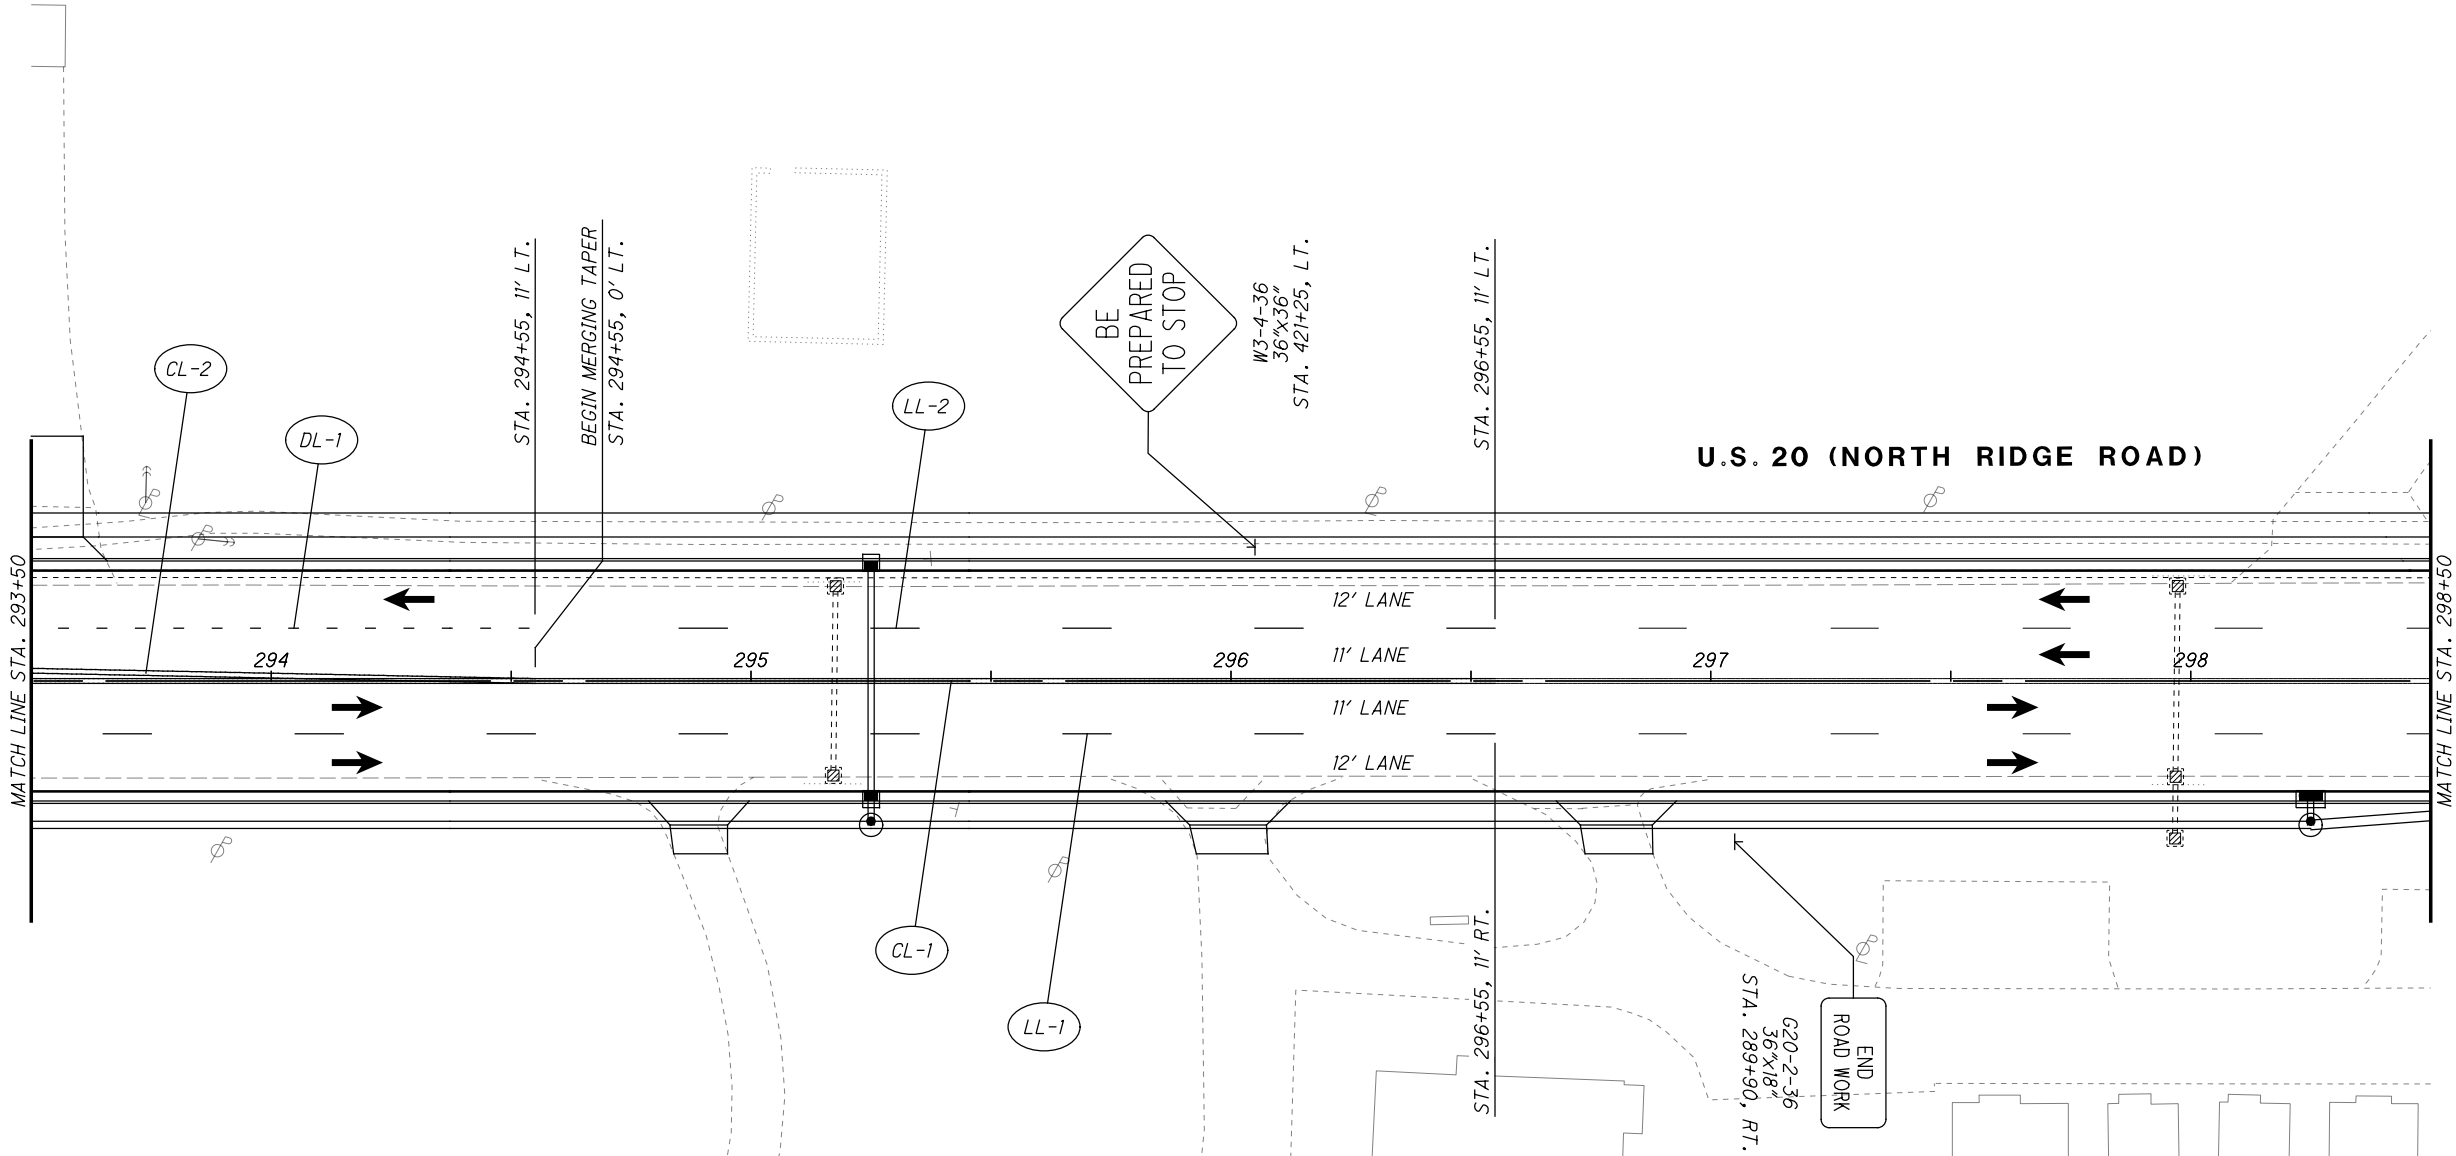 MATCH LINE STA. 293+50
CL-2
DL-1
STA. 294+55, 11' LT.
BEGIN MERGING TAPER
STA. 294+55, 0' LT.
LL-2
BE
PREPARED
TO STOP
W3-4-36
36"x36"
STA. 421+25, LT.
STA. 296+55, 11' LT.
U.S. 20 (NORTH RIDGE ROAD)
12' LANE
11' LANE
294
295
296
297
298
11' LANE
12' LANE
CL-1
LL-1
STA. 296+55, 11' RT.
END
ROAD WORK
G20-2-36
36"x18"
STA. 289+90, RT.
MATCH LINE STA. 298+50